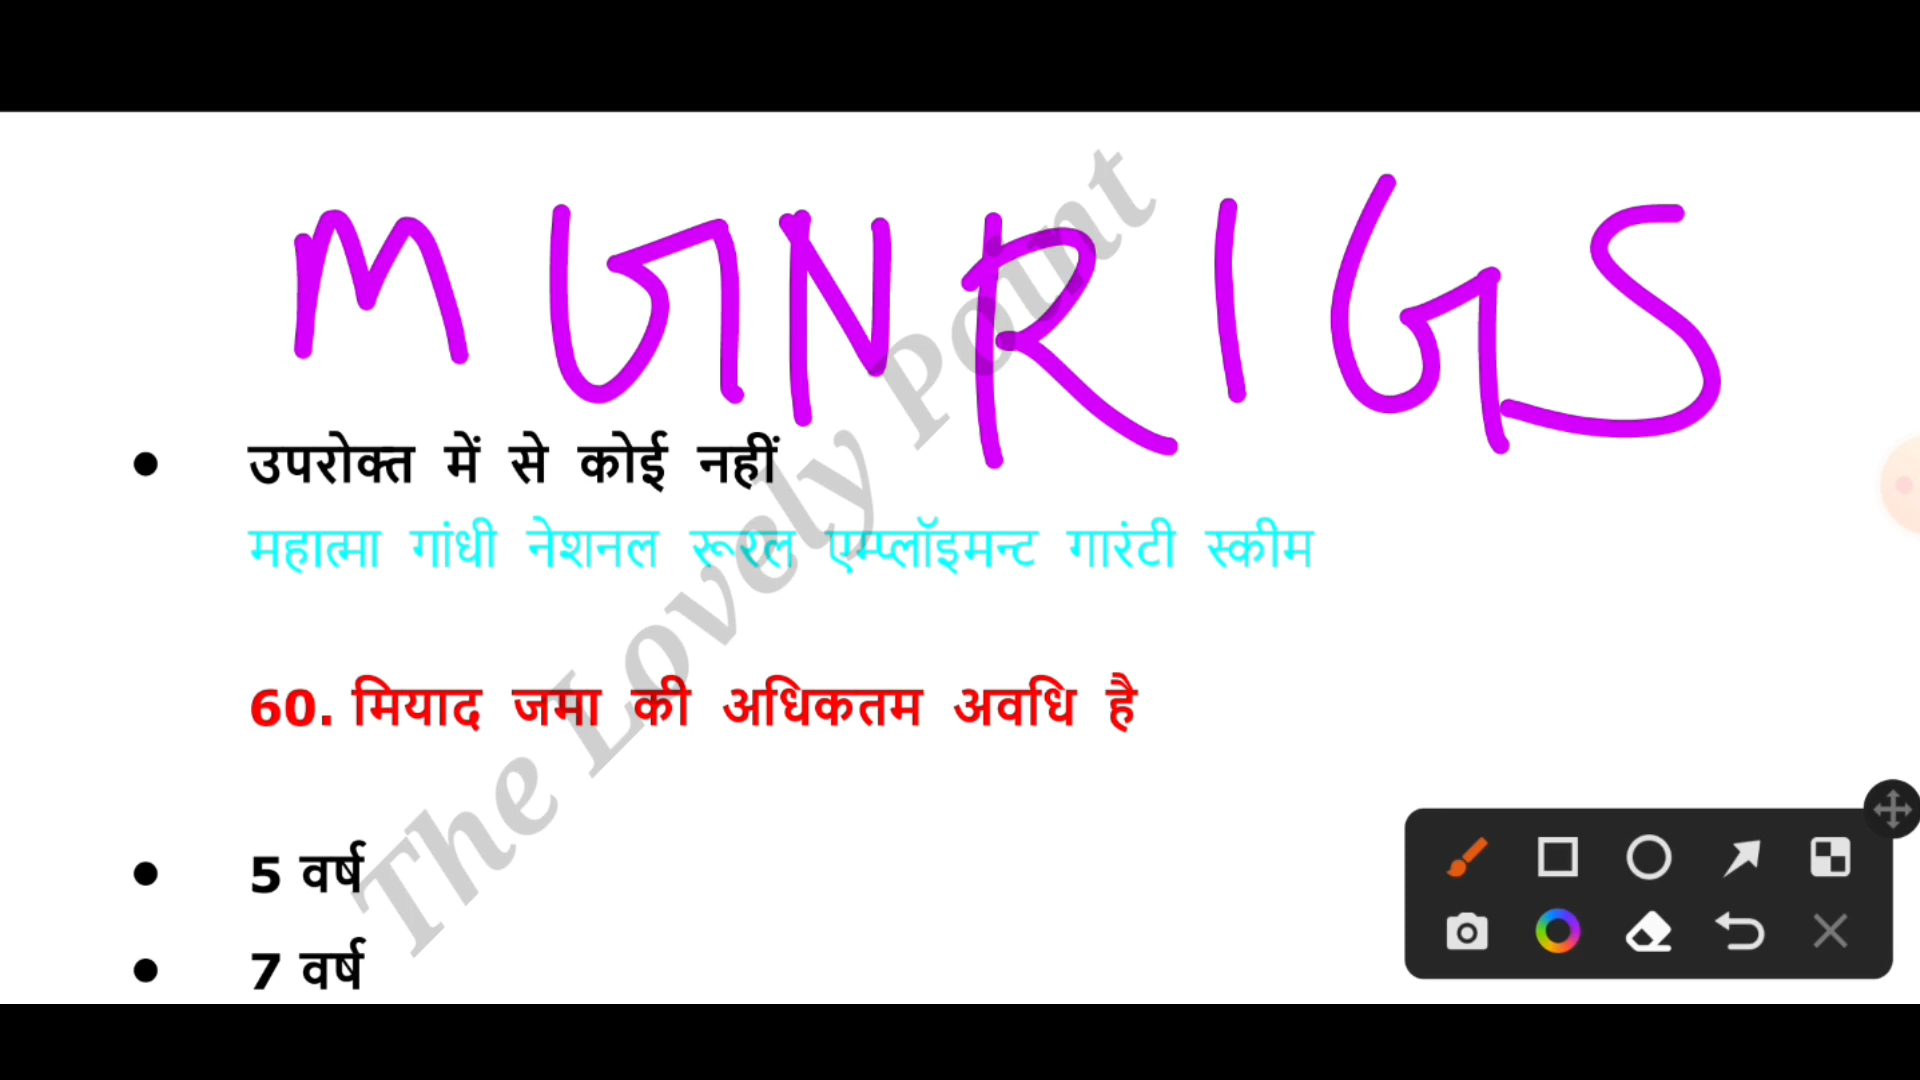 MGNRIGS
उपरोक्त में से कोई नहीं
महात्मा गांधी नेशनल रूरल एम्प्लॉइमन्ट गारंटी स्कीम
60. मियाद जमा की अधिकतम अवधि है
5 वर्ष
7 वर्ष
The Lovely Point